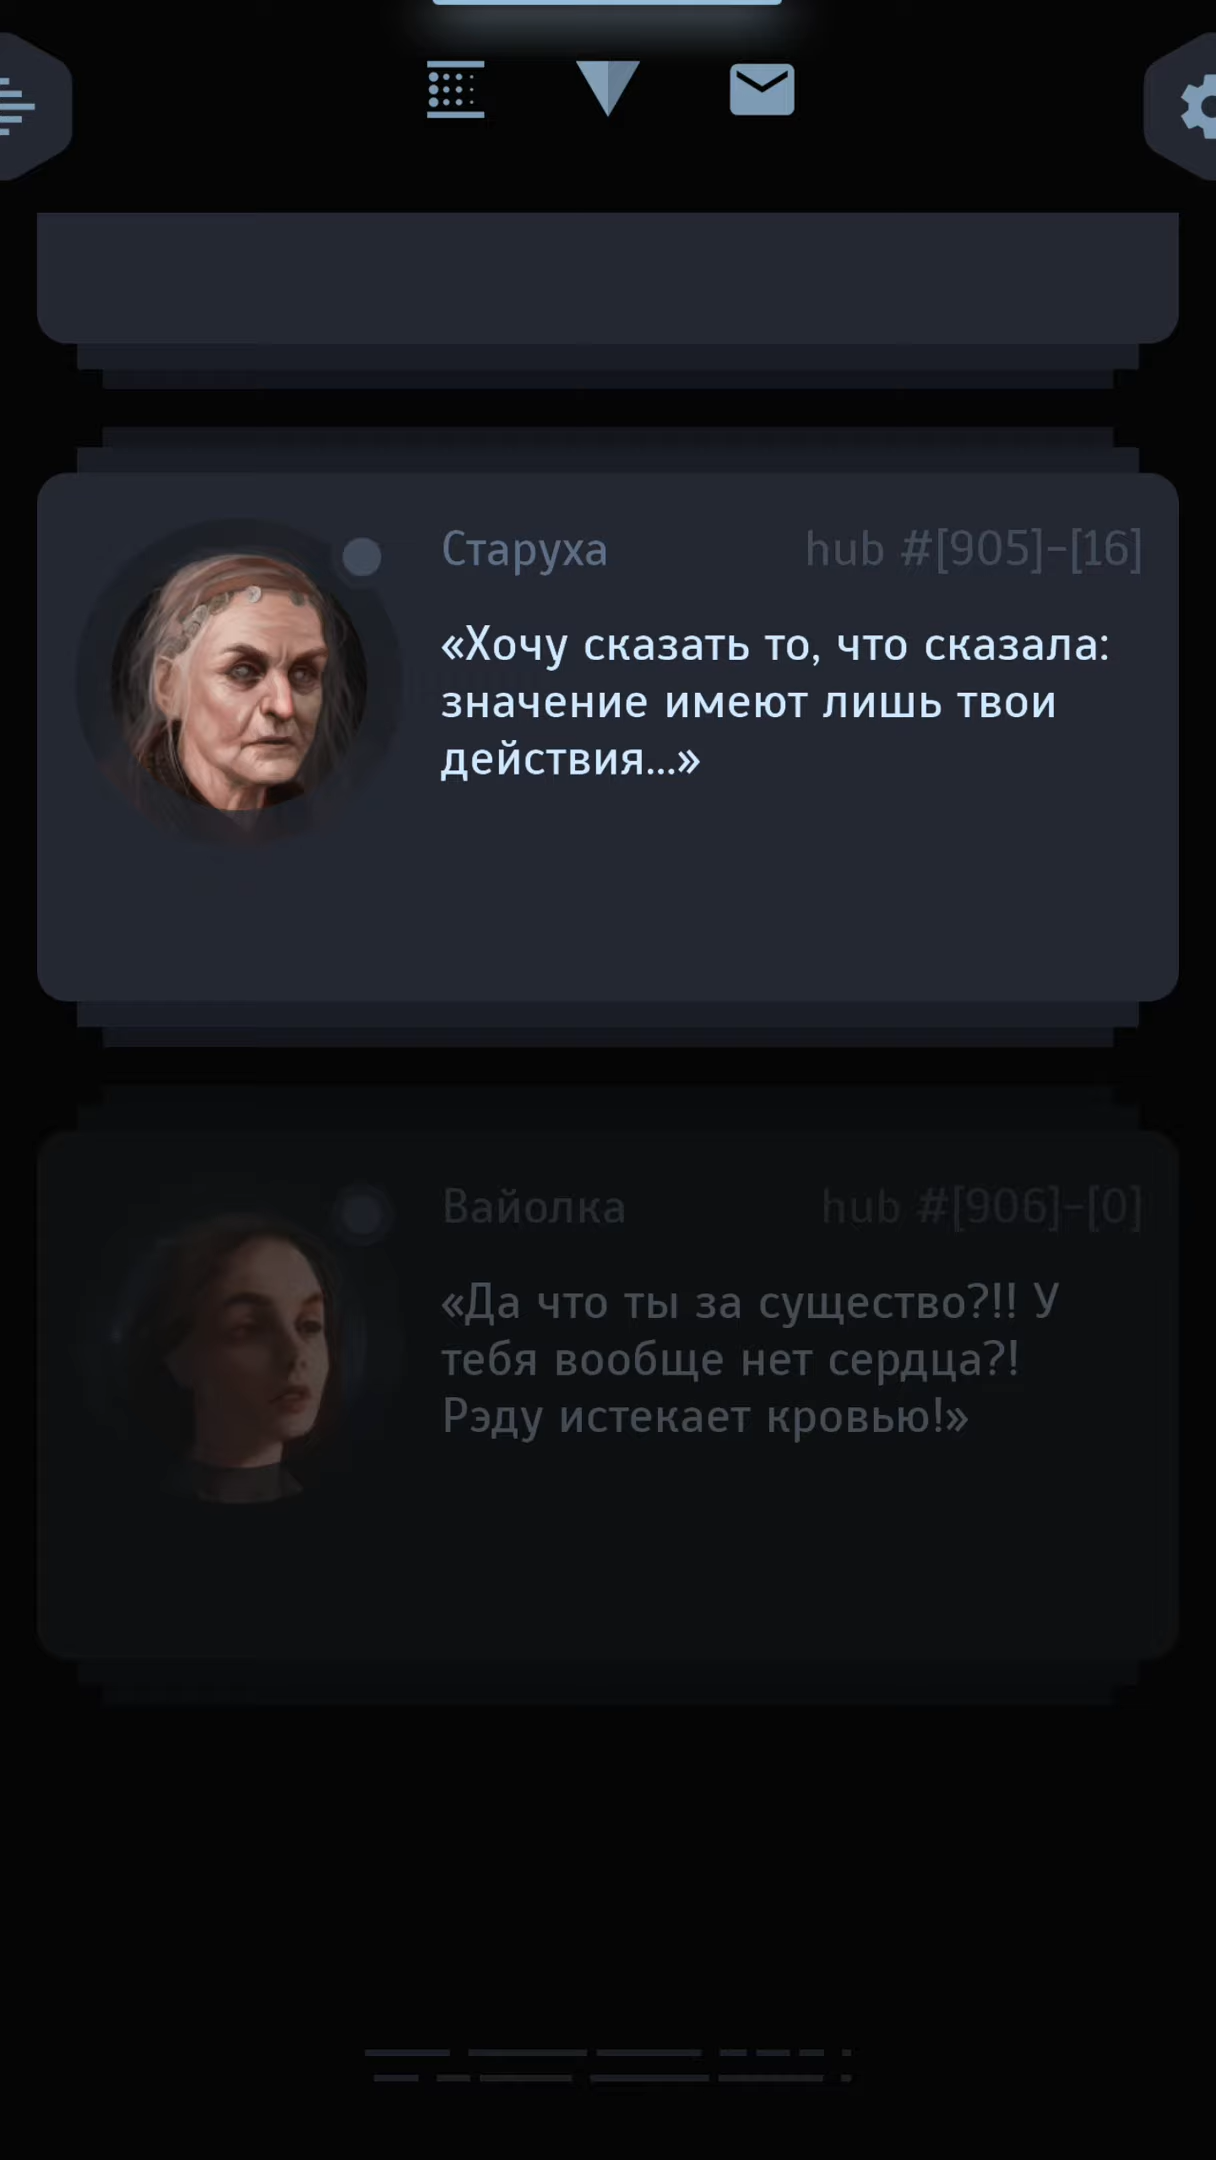 Старуха hub #[905]-[16]
«Хочу сказать то, что сказала:
значение имеют лишь твои
действия...»
Вайолка hub #[906]-[0]
«Да что ты за существо?!! У
тебя вообще нет сердца?!
Рэду истекает кровью!»